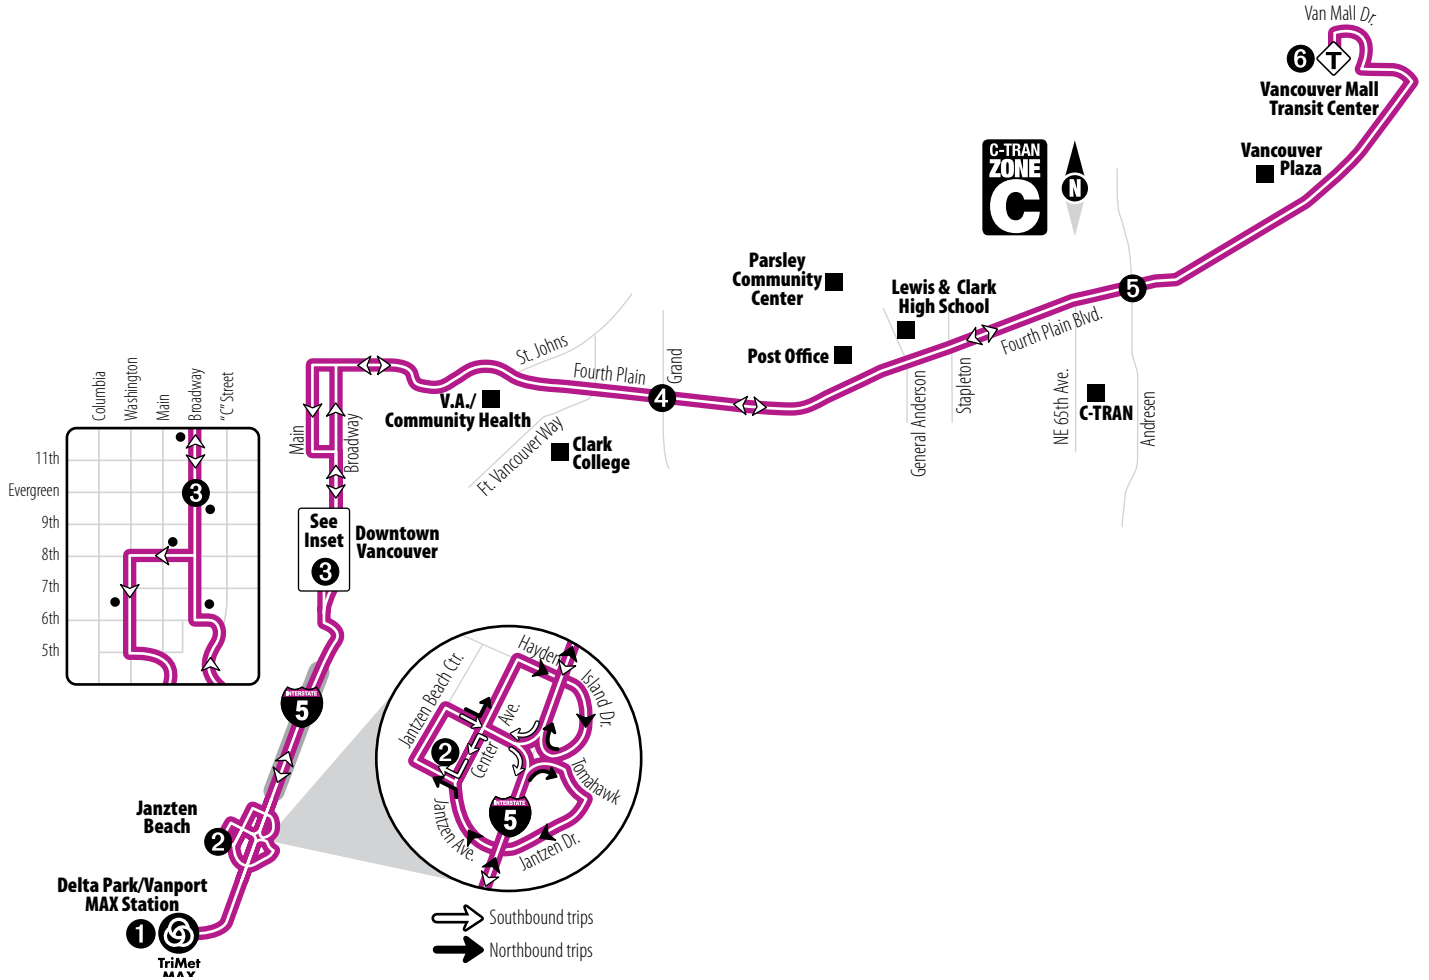 Van Mall Dr.
6
T
Vancouver Mall
Transit Center
Vancouver
Plaza
C-TRAN
ZONE
C
N
Parsley
Community
Center
Lewis & Clark
High School
5
Fourth Plain Blvd.
Post Office
St. Johns
Fourth Plain
Grand
4
V.A./
Community Health
Clark
College
Ft. Vancouver Way
General Anderson
Stapleton
NE 65th Ave.
C-TRAN
Andresen
Main
Broadway
Columbia
Washington
Main
Broadway
"C" Street
11th
Evergreen
9th
8th
7th
6th
5th
3
See
Inset
3
Downtown
Vancouver
INTERSTATE
5
Janzten
Beach
2
Delta Park/Vanport
MAX Station
1
TriMet
MAX
Hayden
Island Dr.
Jantzen Beach Ctr.
Ave.
Center
2
Tomahawk
INTERSTATE
5
Jantzen Ave.
Jantzen Dr.
Southbound trips
Northbound trips